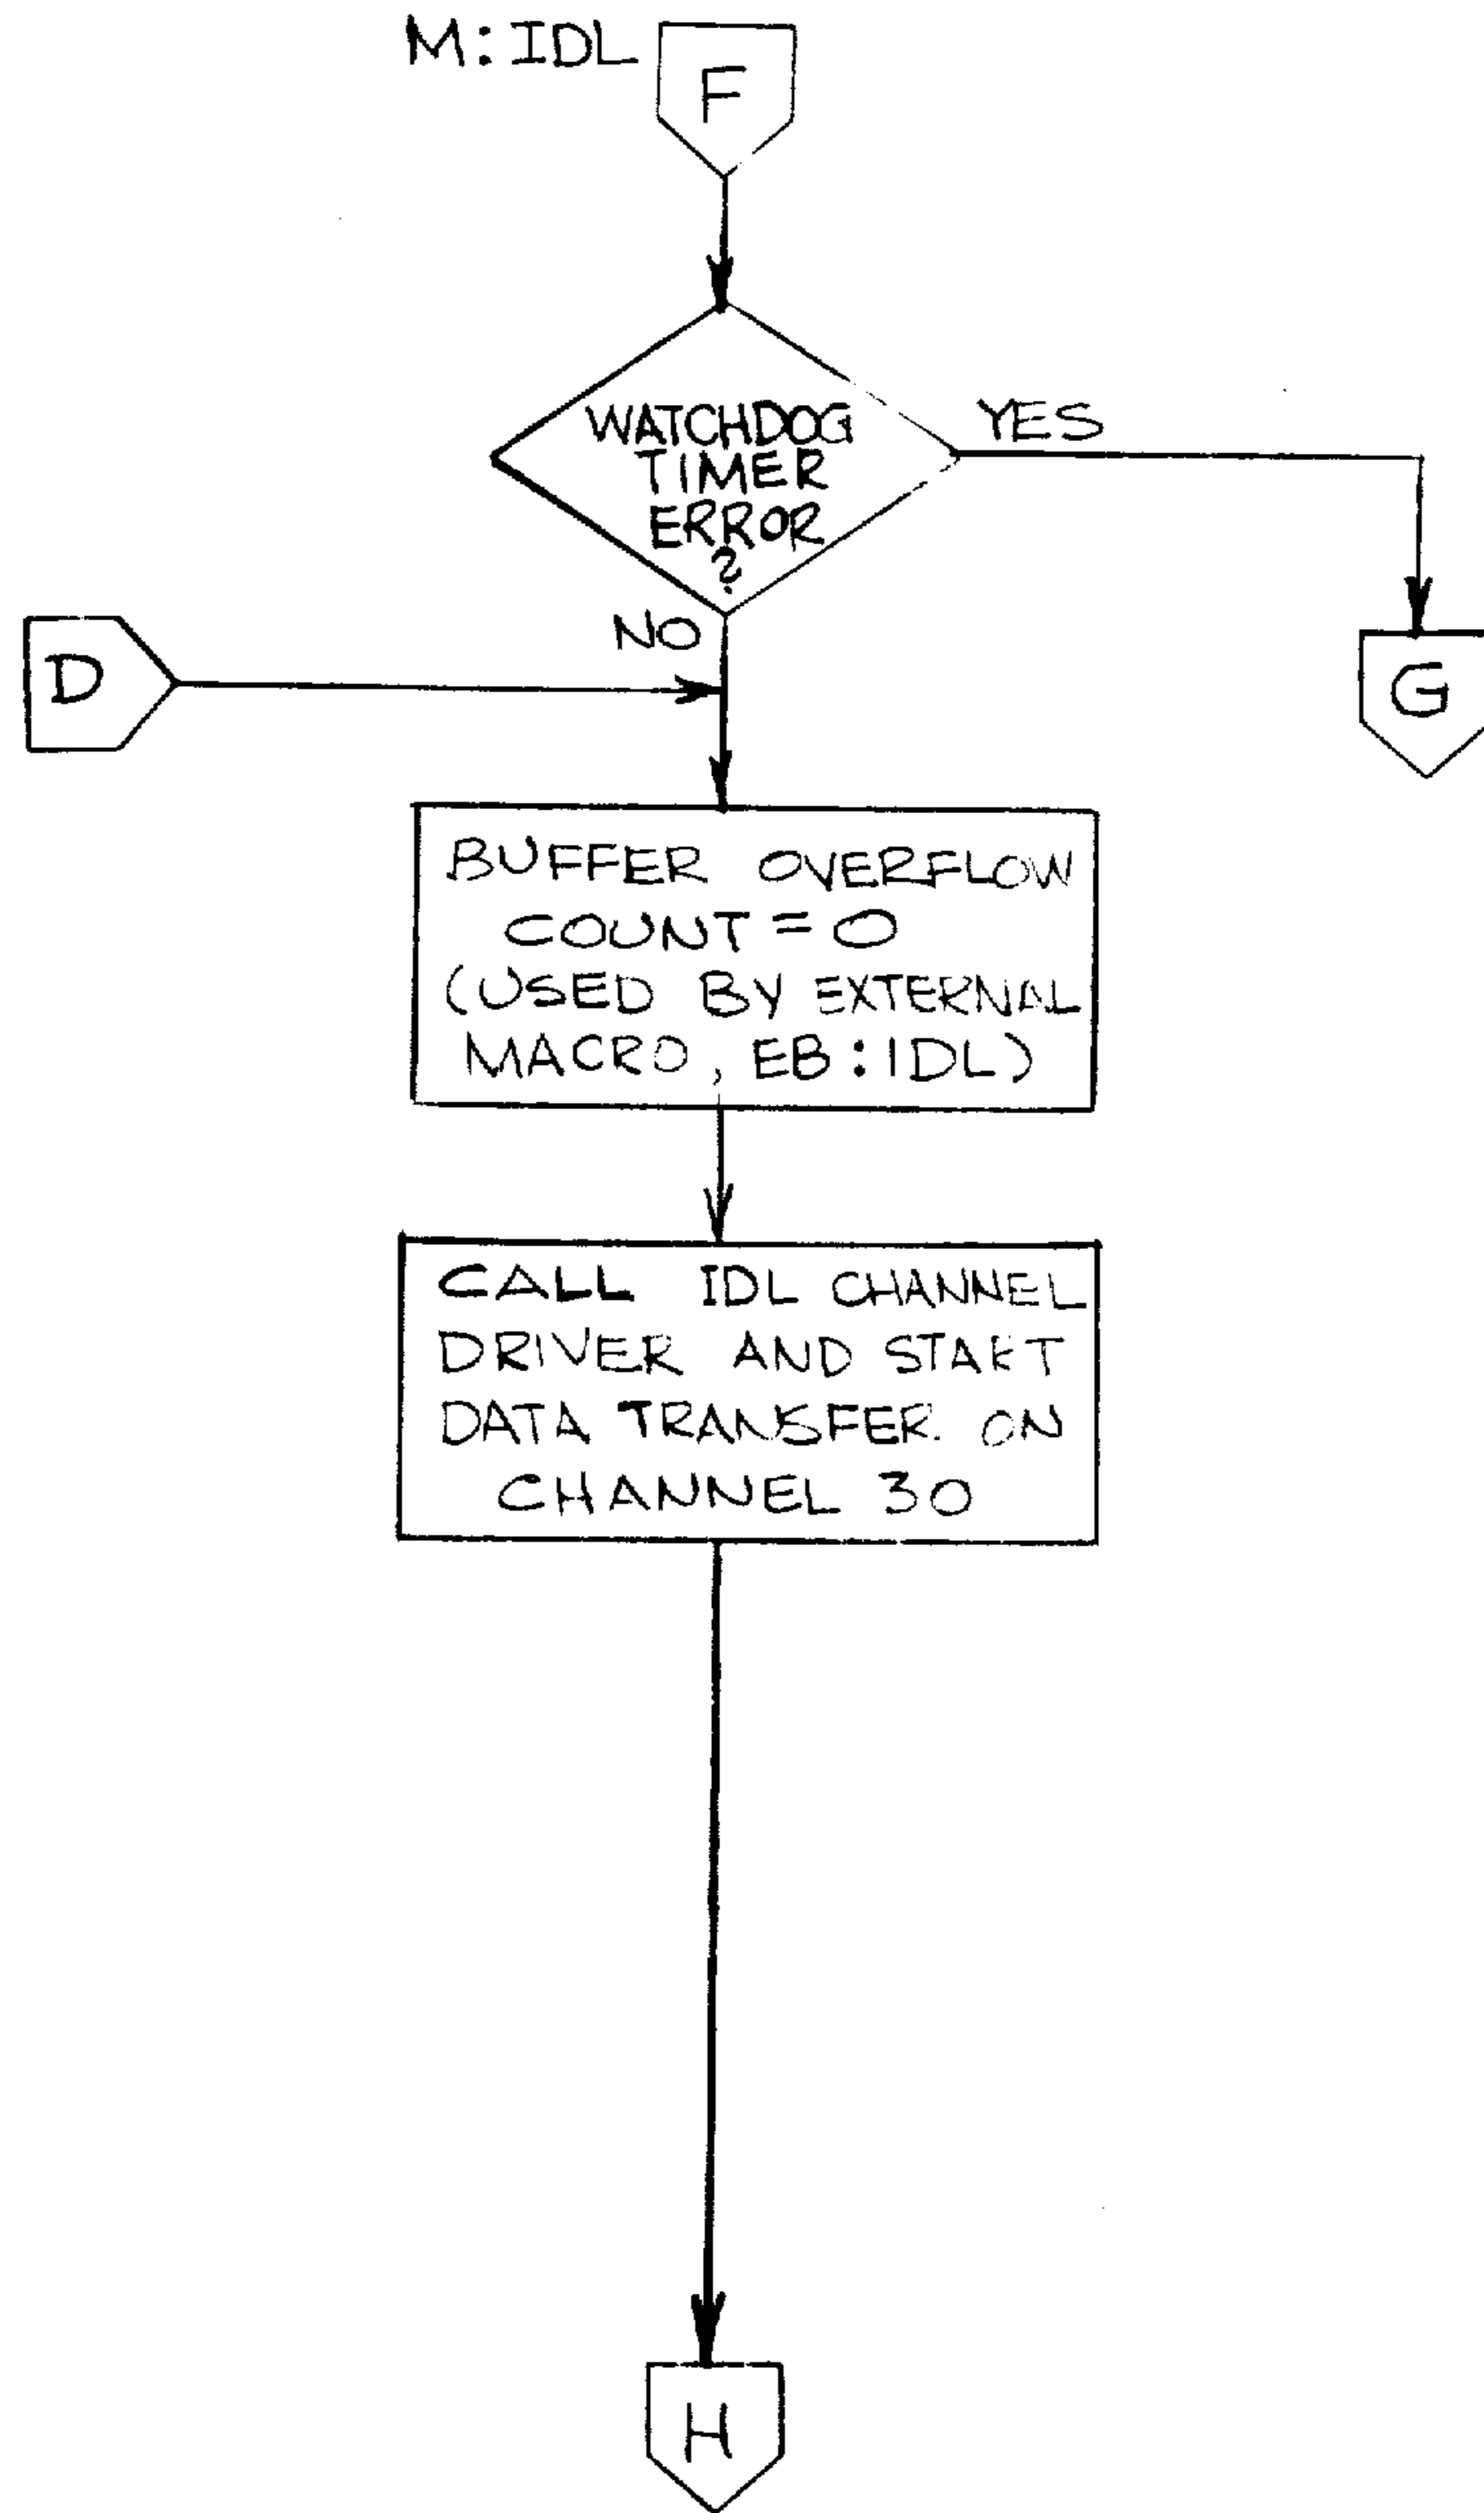 M:IDL
F
WATCHDOG
TIMER
ERROR
?
YES
NO
D
G
BUFFER OVERFLOW
COUNT = 0
(USED BY EXTERNAL
MACRO, EB:IDL)
CALL IDL CHANNEL
DRIVER AND START
DATA TRANSFER ON
CHANNEL 30
H